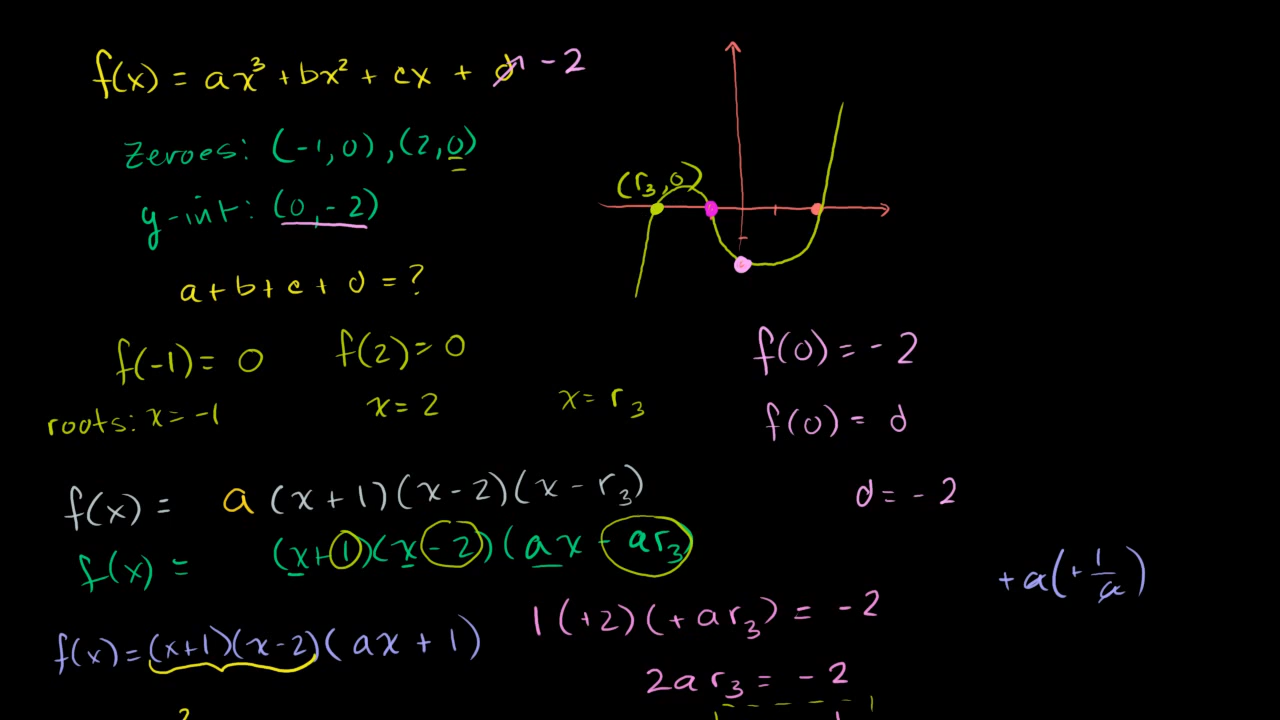 f(x) = ax³ + bx² + cx + d - 2
zeroes: (-1,0), (2,0)
y-int: (0,-2)
a + b + c + d = ?
(r₃,0)
f(-1) = 0
f(2) = 0
roots: x = -1
x = 2
x = r₃
f(0) = -2
f(0) = d
d = -2
f(x) = a (x+1)(x-2)(x-r₃)
f(x) = (x+1)(x-2)(ax - ar₃)
f(x) = (x+1)(x-2)(ax + 1)
1(+2)(+ar₃) = -2
2ar₃ = -2
+a(+1/a)